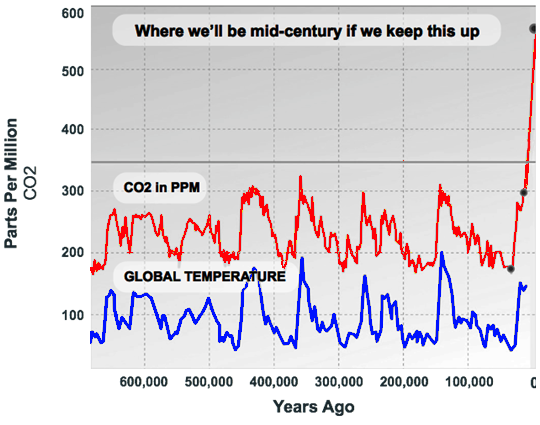 600
Where we'll be mid-century if we keep this up
500
400
Parts Per Million
CO2
300
CO2 in PPM
200
GLOBAL TEMPERATURE
100
600,000 500,000 400,000 300,000 200,000 100,000 0
Years Ago